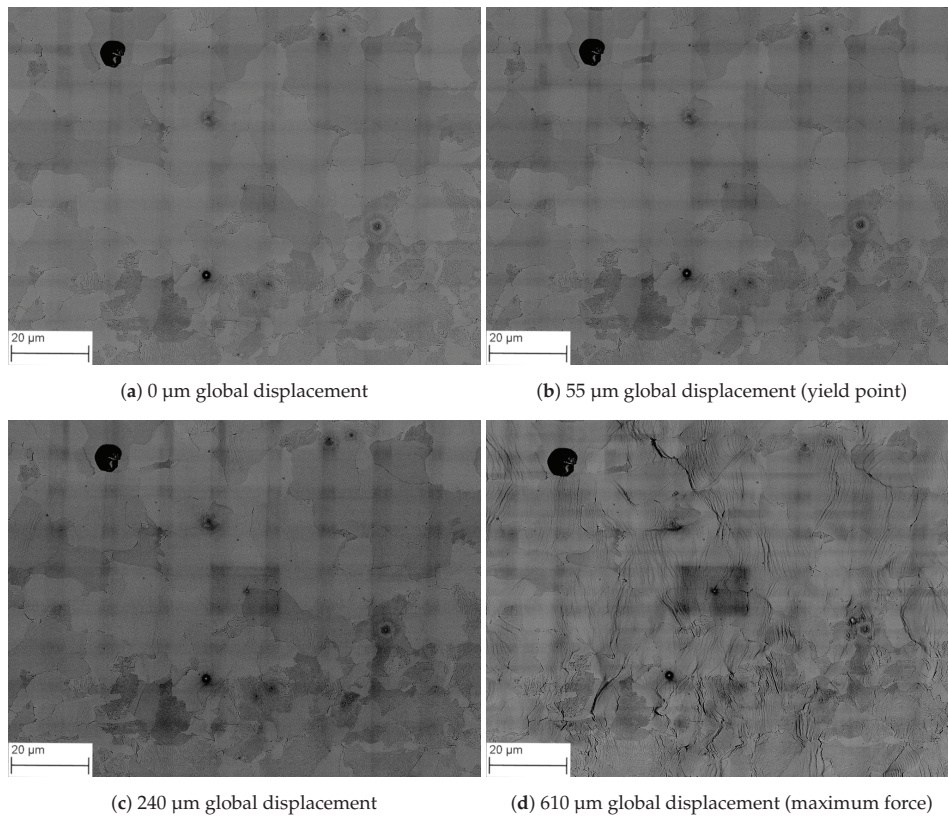 20 µm
20 µm
(a) 0 µm global displacement
(b) 55 µm global displacement (yield point)
20 µm
20 µm
(c) 240 µm global displacement
(d) 610 µm global displacement (maximum force)